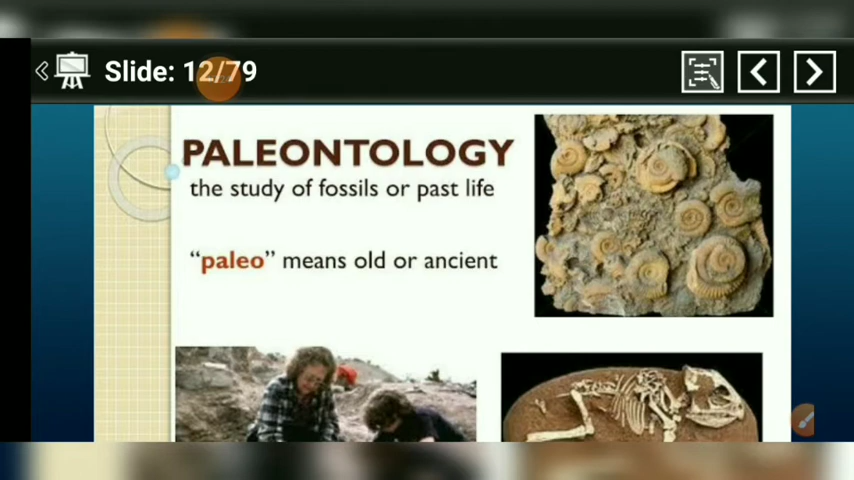 Slide: 12/79
PALEONTOLOGY
the study of fossils or past life
“paleo” means old or ancient